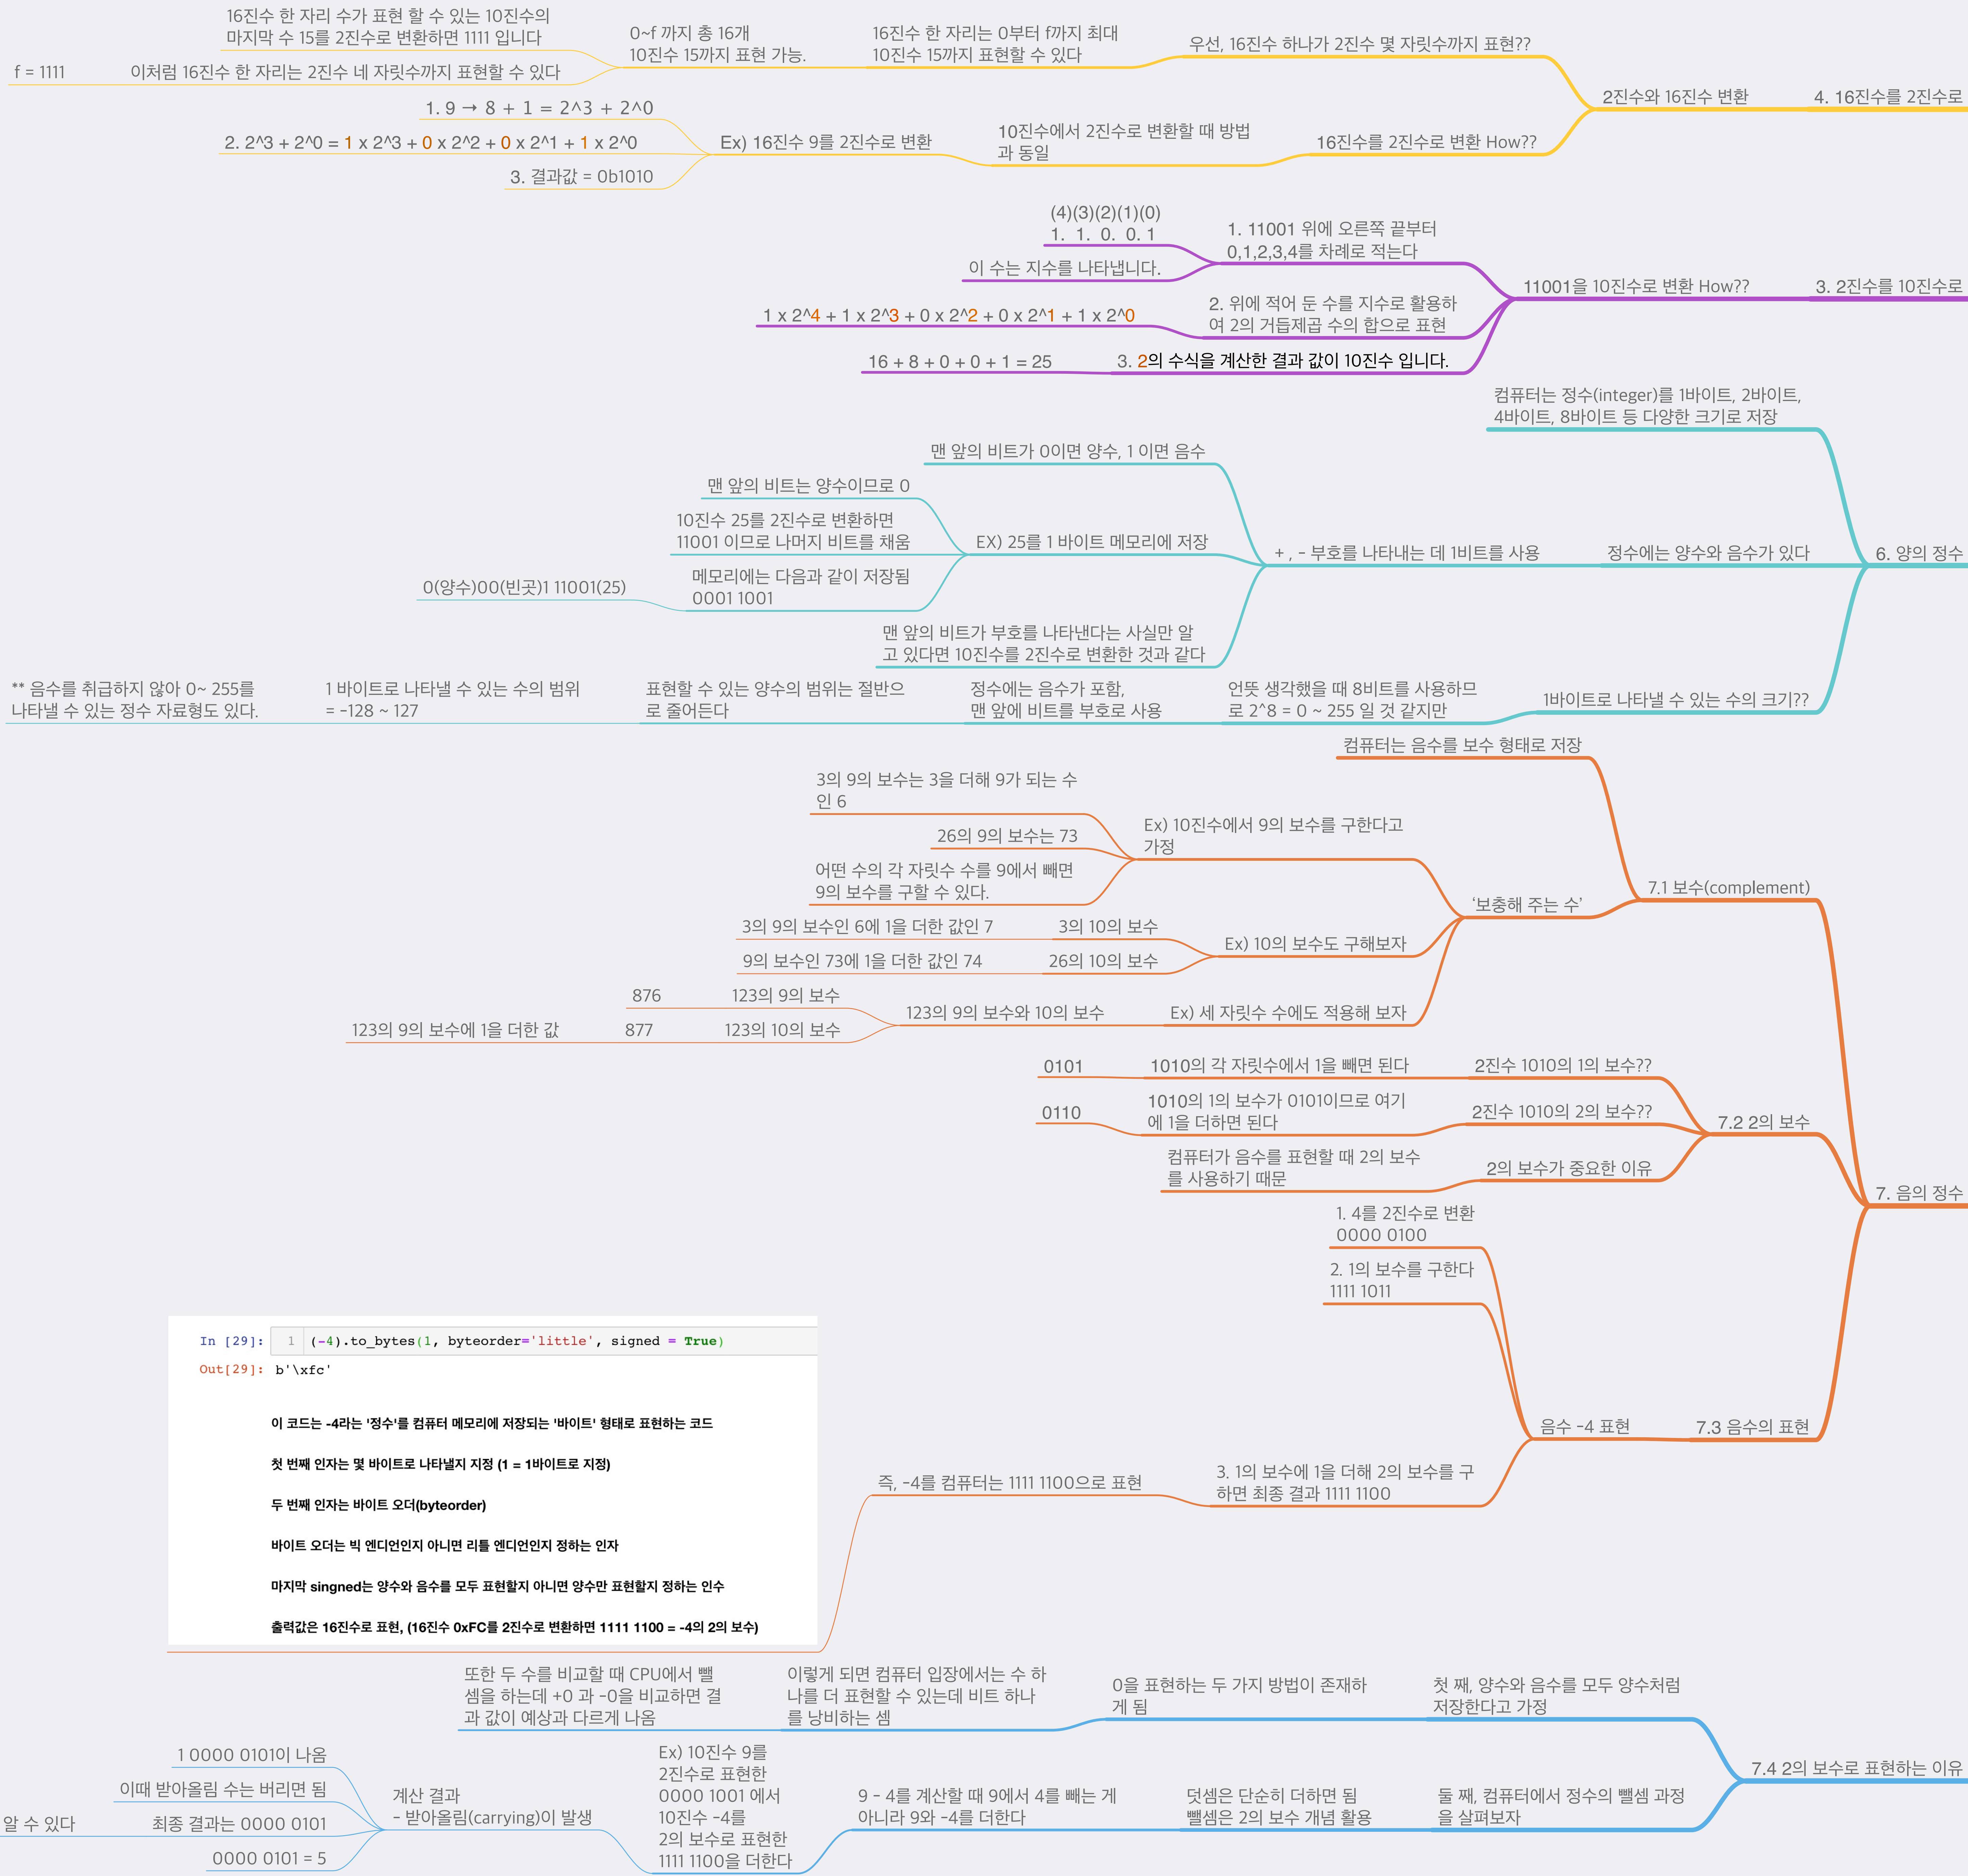 16진수 한 자리 수가 표현 할 수 있는 10진수의
마지막 수 15를 2진수로 변환하면 1111 입니다
f = 1111
이처럼 16진수 한 자리는 2진수 네 자릿수까지 표현할 수 있다
0~f 까지 총 16개
10진수 15까지 표현 가능.
16진수 한 자리는 0부터 f까지 최대
10진수 15까지 표현할 수 있다
우선, 16진수 하나가 2진수 몇 자릿수까지 표현??
2진수와 16진수 변환
4. 16진수를 2진수로
1. 9 → 8 + 1 = 2^3 + 2^0
2. 2^3 + 2^0 = 1 x 2^3 + 0 x 2^2 + 0 x 2^1 + 1 x 2^0
3. 결과값 = 0b1010
Ex) 16진수 9를 2진수로 변환
10진수에서 2진수로 변환할 때 방법
과 동일
16진수를 2진수로 변환 How??
(4)(3)(2)(1)(0)
1. 1. 0. 0. 1
이 수는 지수를 나타냅니다.
1. 11001 위에 오른쪽 끝부터
0,1,2,3,4를 차례로 적는다
1 x 2^4 + 1 x 2^3 + 0 x 2^2 + 0 x 2^1 + 1 x 2^0
2. 위에 적어 둔 수를 지수로 활용하
여 2의 거듭제곱 수의 합으로 표현
16 + 8 + 0 + 0 + 1 = 25
3. 2의 수식을 계산한 결과 값이 10진수 입니다.
11001을 10진수로 변환 How??
3. 2진수를 10진수로
컴퓨터는 정수(integer)를 1바이트, 2바이트,
4바이트, 8바이트 등 다양한 크기로 저장
맨 앞의 비트가 0이면 양수, 1 이면 음수
맨 앞의 비트는 양수이므로 0
10진수 25를 2진수로 변환하면
11001 이므로 나머지 비트를 채움
0(양수)00(빈곳)1 11001(25)
메모리에는 다음과 같이 저장됨
0001 1001
EX) 25를 1 바이트 메모리에 저장
맨 앞의 비트가 부호를 나타낸다는 사실만 알
고 있다면 10진수를 2진수로 변환한 것과 같다
+ , - 부호를 나타내는 데 1비트를 사용
정수에는 양수와 음수가 있다
6. 양의 정수
** 음수를 취급하지 않아 0~ 255를
나타낼 수 있는 정수 자료형도 있다.
1 바이트로 나타낼 수 있는 수의 범위
= -128 ~ 127
표현할 수 있는 양수의 범위는 절반으
로 줄어든다
정수에는 음수가 포함,
맨 앞에 비트를 부호로 사용
언뜻 생각했을 때 8비트를 사용하므
로 2^8 = 0 ~ 255 일 것 같지만
1바이트로 나타낼 수 있는 수의 크기??
컴퓨터는 음수를 보수 형태로 저장
3의 9의 보수는 3을 더해 9가 되는 수
인 6
26의 9의 보수는 73
어떤 수의 각 자릿수 수를 9에서 빼면
9의 보수를 구할 수 있다.
Ex) 10진수에서 9의 보수를 구한다고
가정
3의 9의 보수인 6에 1을 더한 값인 7
3의 10의 보수
9의 보수인 73에 1을 더한 값인 74
26의 10의 보수
Ex) 10의 보수도 구해보자
876
123의 9의 보수
123의 9의 보수에 1을 더한 값
877
123의 10의 보수
123의 9의 보수와 10의 보수
Ex) 세 자릿수 수에도 적용해 보자
‘보충해 주는 수’
7.1 보수(complement)
0101
1010의 각 자릿수에서 1을 빼면 된다
2진수 1010의 1의 보수??
0110
1010의 1의 보수가 0101이므로 여기
에 1을 더하면 된다
2진수 1010의 2의 보수??
컴퓨터가 음수를 표현할 때 2의 보수
를 사용하기 때문
2의 보수가 중요한 이유
7.2 2의 보수
7. 음의 정수
1. 4를 2진수로 변환
0000 0100
2. 1의 보수를 구한다
1111 1011
In [29]: 1 (-4).to_bytes(1, byteorder='little', signed = True)
Out[29]: b'\xfc'
이 코드는 -4라는 '정수'를 컴퓨터 메모리에 저장되는 '바이트' 형태로 표현하는 코드
첫 번째 인자는 몇 바이트로 나타낼지 지정 (1 = 1바이트로 지정)
두 번째 인자는 바이트 오더(byteorder)
바이트 오더는 빅 엔디언인지 아니면 리틀 엔디언인지 정하는 인자
마지막 singned는 양수와 음수를 모두 표현할지 아니면 양수만 표현할지 정하는 인수
출력값은 16진수로 표현, (16진수 0xFC를 2진수로 변환하면 1111 1100 = -4의 2의 보수)
즉, -4를 컴퓨터는 1111 1100으로 표현
3. 1의 보수에 1을 더해 2의 보수를 구
하면 최종 결과 1111 1100
음수 -4 표현
7.3 음수의 표현
또한 두 수를 비교할 때 CPU에서 뺄
셈을 하는데 +0 과 -0을 비교하면 결
과 값이 예상과 다르게 나옴
이렇게 되면 컴퓨터 입장에서는 수 하
나를 더 표현할 수 있는데 비트 하나
를 낭비하는 셈
0을 표현하는 두 가지 방법이 존재하
게 됨
첫 째, 양수와 음수를 모두 양수처럼
저장한다고 가정
1 0000 0101이 나옴
이때 받아올림 수는 버리면 됨
알 수 있다
최종 결과는 0000 0101
0000 0101 = 5
계산 결과
- 받아올림(carrying)이 발생
Ex) 10진수 9를
2진수로 표현한
0000 1001 에서
10진수 -4를
2의 보수로 표현한
1111 1100을 더한다
9 - 4를 계산할 때 9에서 4를 빼는 게
아니라 9와 -4를 더한다
덧셈은 단순히 더하면 됨
뺄셈은 2의 보수 개념 활용
둘 째, 컴퓨터에서 정수의 뺄셈 과정
을 살펴보자
7.4 2의 보수로 표현하는 이유